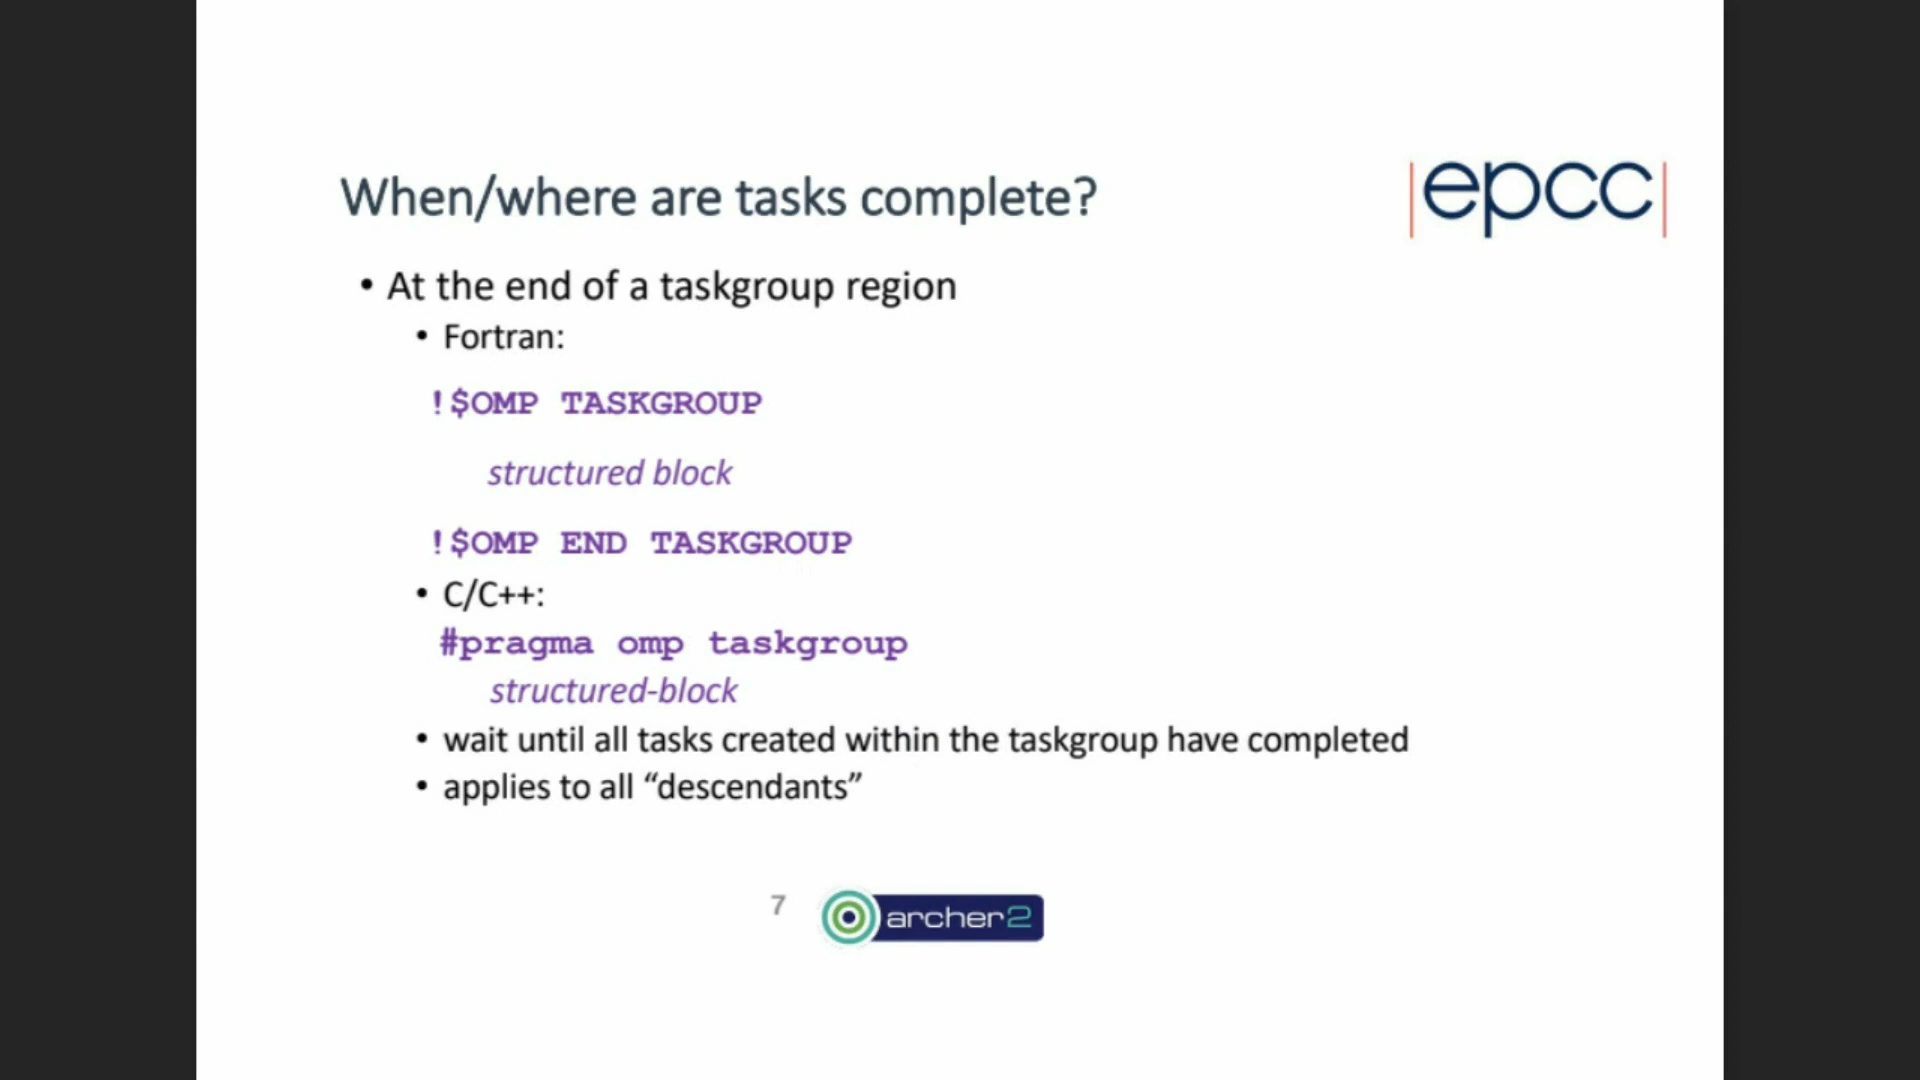 When/where are tasks complete?
|epcc|
• At the end of a taskgroup region
• Fortran:
!$OMP TASKGROUP
structured block
!$OMP END TASKGROUP
• C/C++:
#pragma omp taskgroup
structured-block
• wait until all tasks created within the taskgroup have completed
• applies to all “descendants”
7
archer2